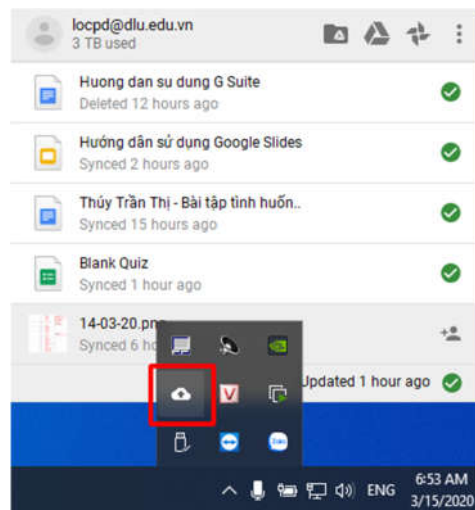 locpd@dlu.edu.vn
3 TB used
Huong dan su dung G Suite
Deleted 12 hours ago
Hướng dẫn sử dụng Google Slides
Synced 2 hours ago
Thúy Trần Thị - Bài tập tình huốn..
Synced 15 hours ago
Blank Quiz
Synced 1 hour ago
14-03-20.png
Synced 6 ho
Updated 1 hour ago
V
Zalo
ENG
6:53 AM
3/15/2020